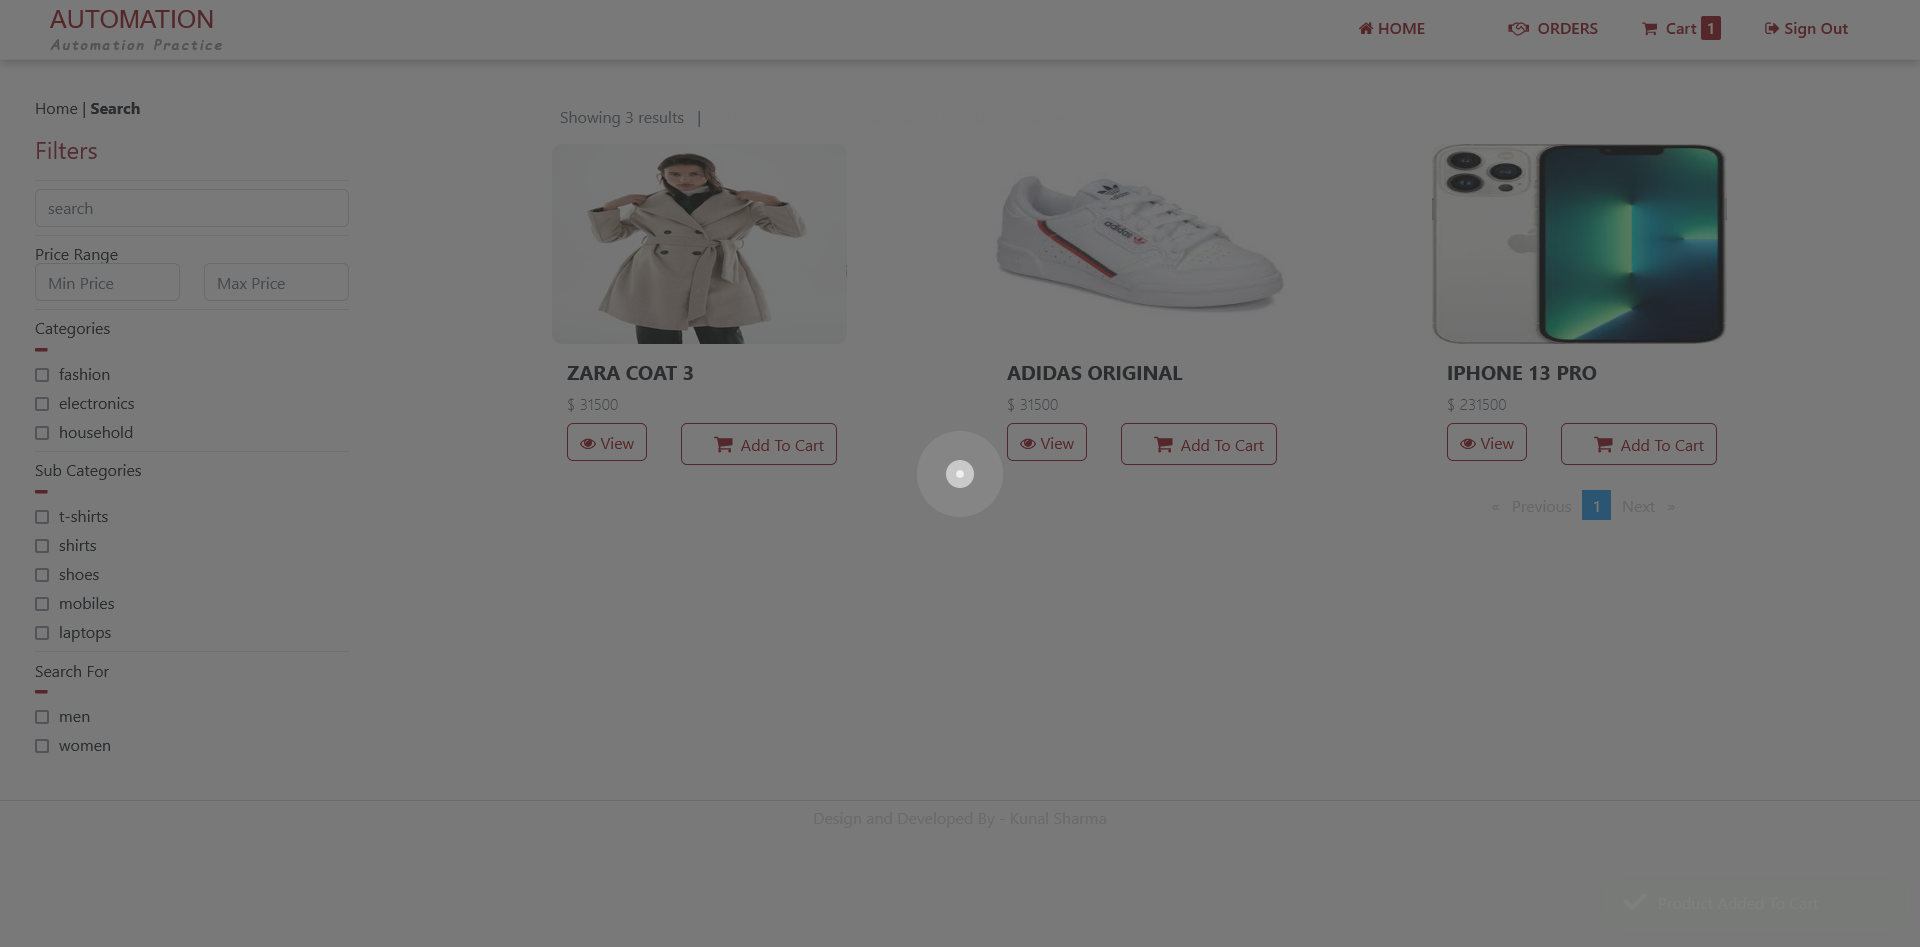 AUTOMATION
Automation Practice
HOME
ORDERS
Cart 1
Sign Out
Home | Search
Filters
search
Price Range
Min Price
Max Price
Categories
fashion
electronics
household
Sub Categories
t-shirts
shirts
shoes
mobiles
laptops
Search For
men
women
Showing 3 results |
adidas
ZARA COAT 3
$ 31500
View
Add To Cart
ADIDAS ORIGINAL
$ 31500
View
Add To Cart
IPHONE 13 PRO
$ 231500
View
Add To Cart
« Previous 1 Next »
Design and Developed By - Kunal Sharma
Product Added To Cart